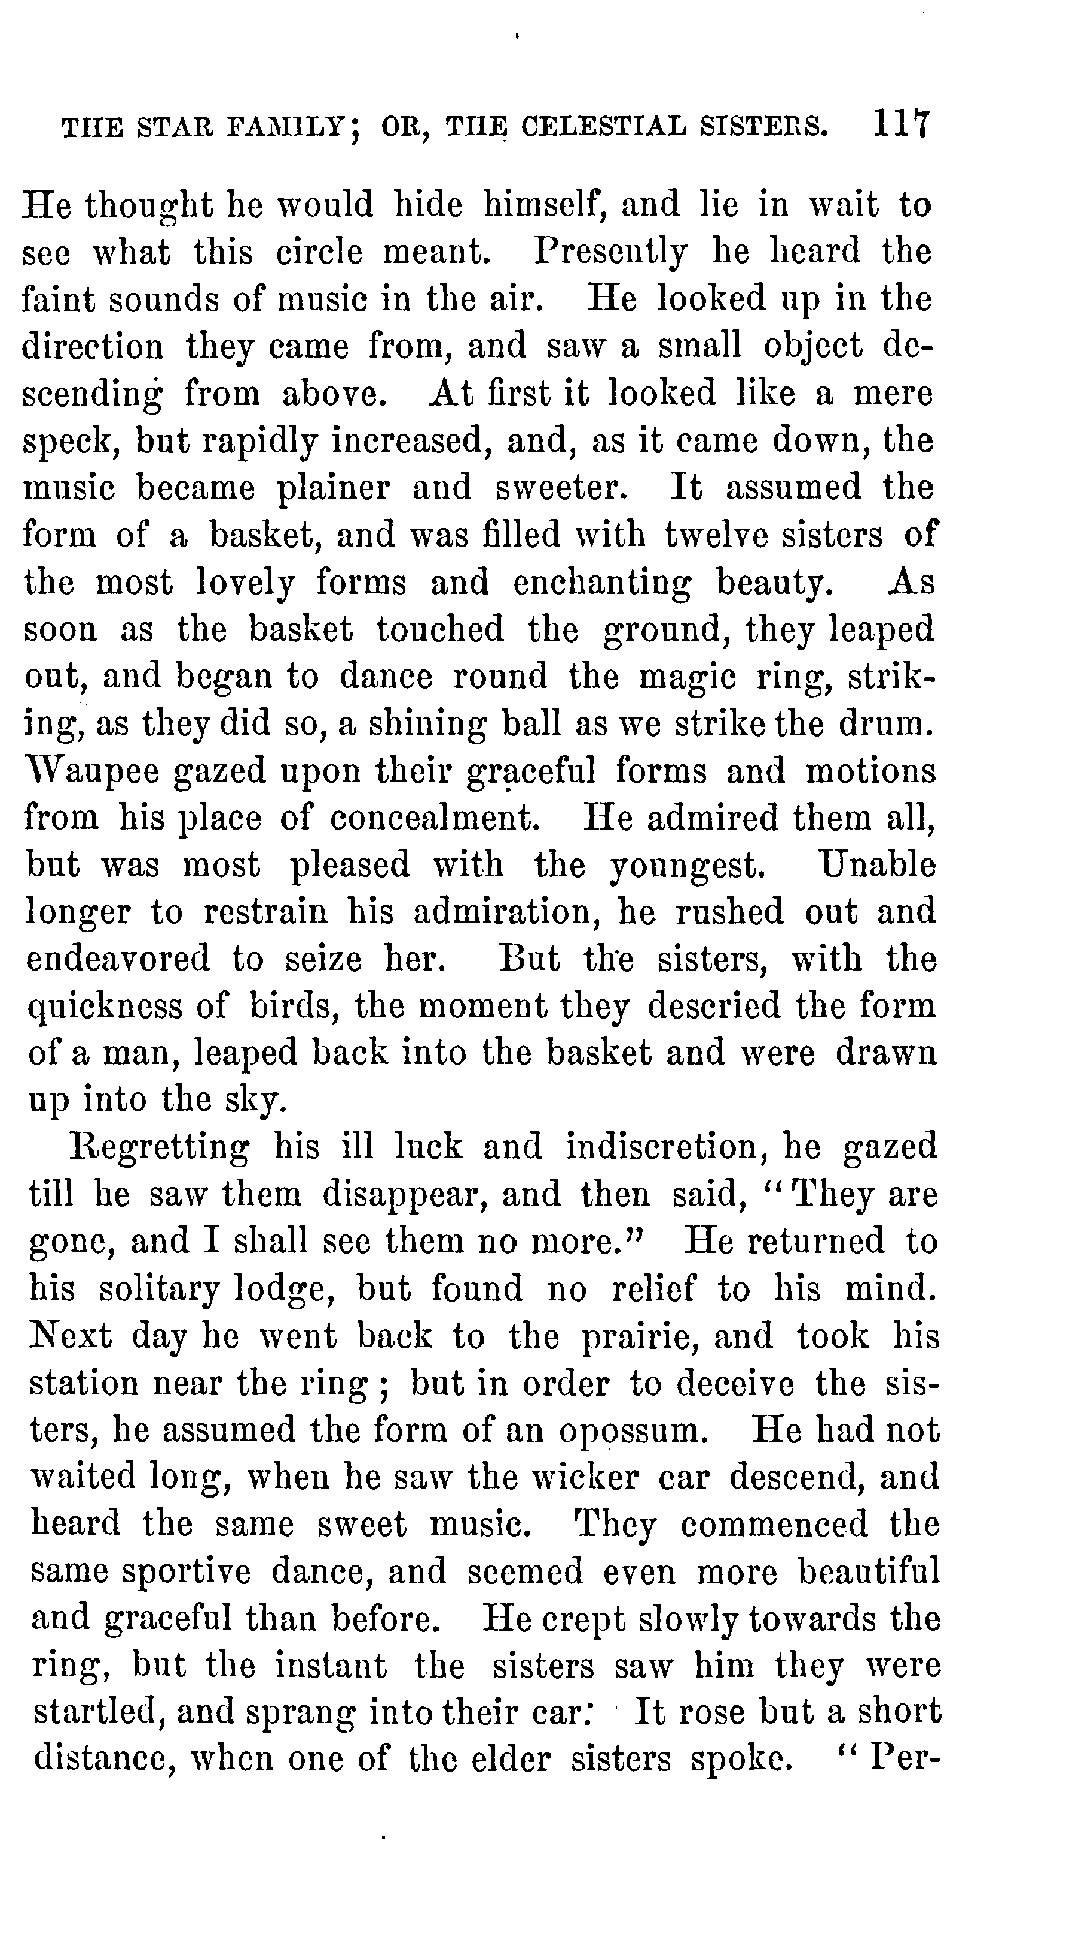 THE STAR FAMILY; OR, THE CELESTIAL SISTERS. 117
He thought he would hide himself, and lie in wait to
see what this circle meant. Presently he heard the
faint sounds of music in the air. He looked up in the
direction they came from, and saw a small object de-
scending from above. At first it looked like a mere
speck, but rapidly increased, and, as it came down, the
music became plainer and sweeter. It assumed the
form of a basket, and was filled with twelve sisters of
the most lovely forms and enchanting beauty. As
soon as the basket touched the ground, they leaped
out, and began to dance round the magic ring, strik-
ing, as they did so, a shining ball as we strike the drum.
Waupee gazed upon their graceful forms and motions
from his place of concealment. He admired them all,
but was most pleased with the youngest. Unable
longer to restrain his admiration, he rushed out and
endeavored to seize her. But the sisters, with the
quickness of birds, the moment they descried the form
of a man, leaped back into the basket and were drawn
up into the sky.
Regretting his ill luck and indiscretion, he gazed
till he saw them disappear, and then said, "They are
gone, and I shall see them no more." He returned to
his solitary lodge, but found no relief to his mind.
Next day he went back to the prairie, and took his
station near the ring; but in order to deceive the sis-
ters, he assumed the form of an opossum. He had not
waited long, when he saw the wicker car descend, and
heard the same sweet music. They commenced the
same sportive dance, and seemed even more beautiful
and graceful than before. He crept slowly towards the
ring, but the instant the sisters saw him they were
startled, and sprang into their car. It rose but a short
distance, when one of the elder sisters spoke. "Per-